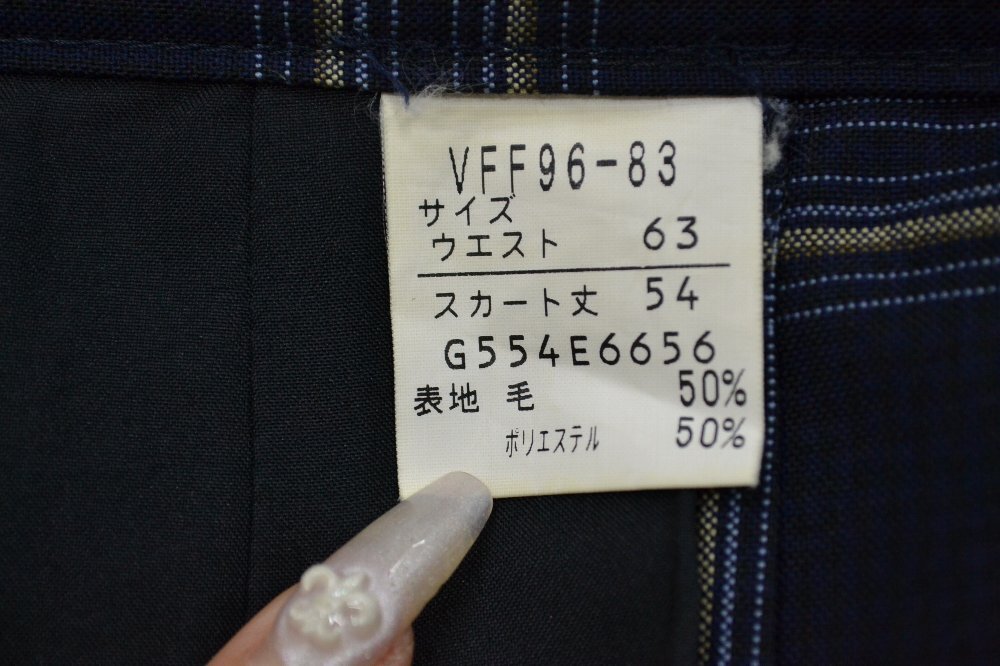 VFF96-83
サイズ
ウエスト 63
スカート丈 54
G554E6656
表地 毛 50%
ポリエステル 50%